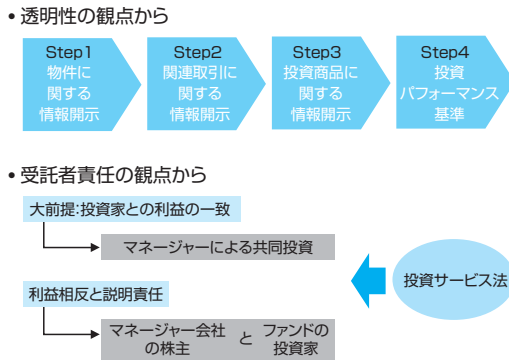 • 透明性の観点から
Step1
物件に
関する
情報開示
Step2
関連取引に
関する
情報開示
Step3
投資商品に
関する
情報開示
Step4
投資
パフォーマンス
基準
• 受託者責任の観点から
大前提:投資家との利益の一致
マネージャーによる共同投資
利益相反と説明責任
マネージャー会社
の株主
と
ファンドの
投資家
投資サービス法